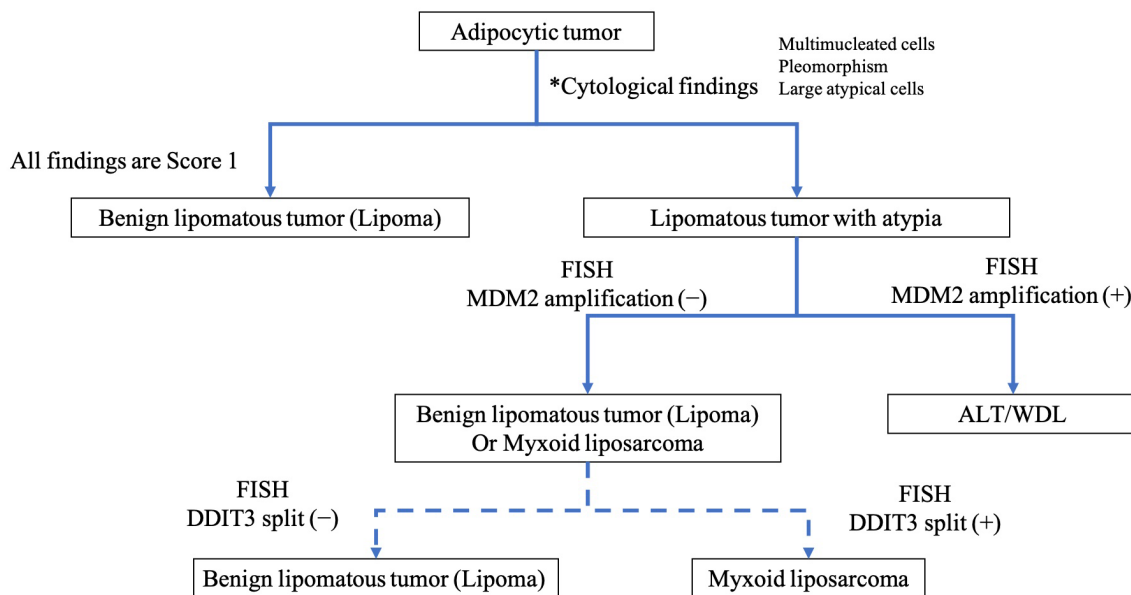 Adipocytic tumor
*Cytological findings
Multimucleated cells
Pleomorphism
Large atypical cells
All findings are Score 1
Benign lipomatous tumor (Lipoma)
Lipomatous tumor with atypia
FISH
MDM2 amplification (−)
FISH
MDM2 amplification (+)
Benign lipomatous tumor (Lipoma)
Or Myxoid liposarcoma
ALT/WDL
FISH
DDIT3 split (−)
FISH
DDIT3 split (+)
Benign lipomatous tumor (Lipoma)
Myxoid liposarcoma